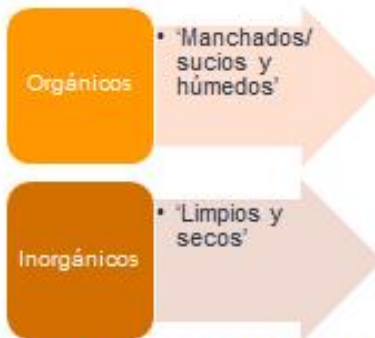 Orgánicos
• 'Manchados/
sucios y
húmedos'
Inorgánicos
• 'Limpios y
secos'